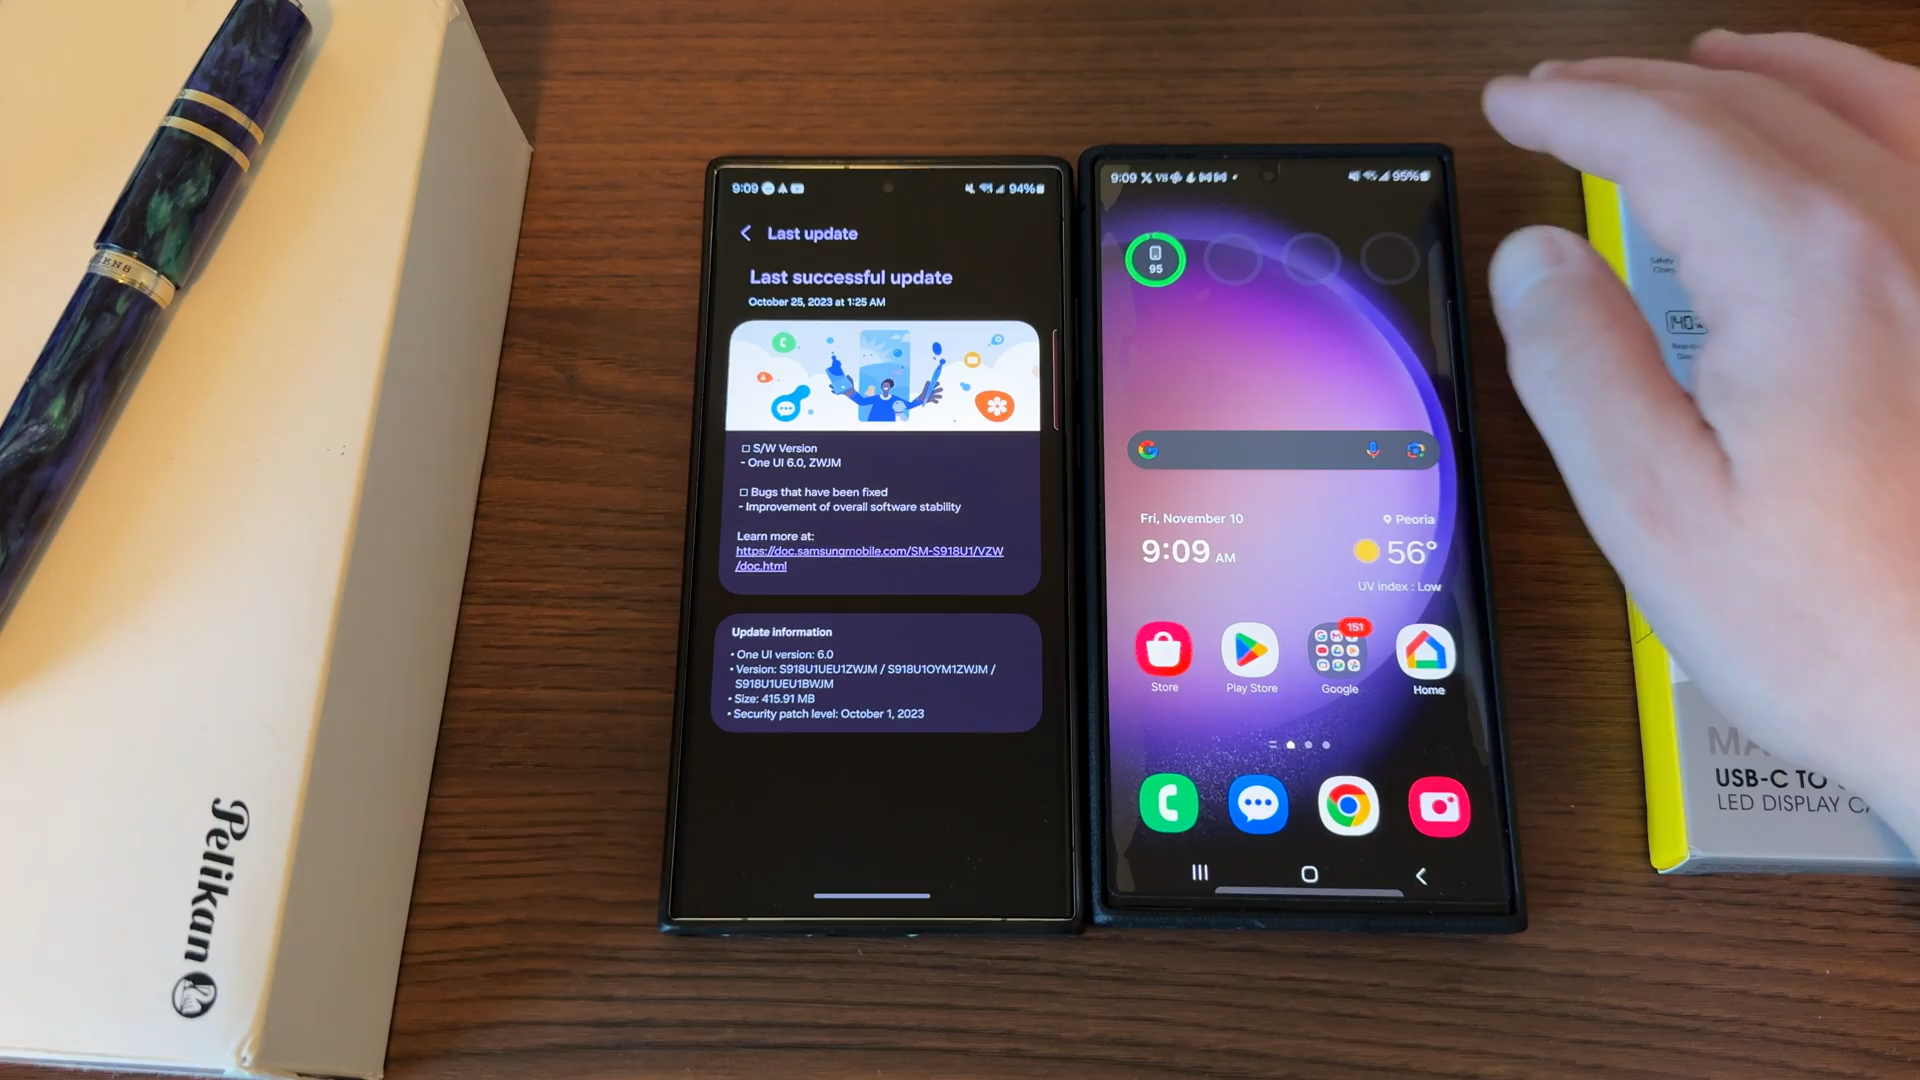 Pelikan
9:09
94%
Last update
Last successful update
October 25, 2023 at 1:25 AM
□ S/W Version
- One UI 6.0, ZWJM
□ Bugs that have been fixed
- Improvement of overall software stability
Learn more at:
https://doc.samsungmobile.com/SM-S918U1/VZW
/doc.html
Update information
• One UI version: 6.0
• Version: S918U1UEU1ZWJM / S918U1OYM1ZWJM /
S918U1UEU1BWJM
• Size: 415.91 MB
• Security patch level: October 1, 2023
9:09
95%
95
Fri, November 10
9:09 AM
Peoria
56°
UV index : Low
151
Store
Play Store
Google
Home
Safety
140
USB-C TO
LED DISPLAY